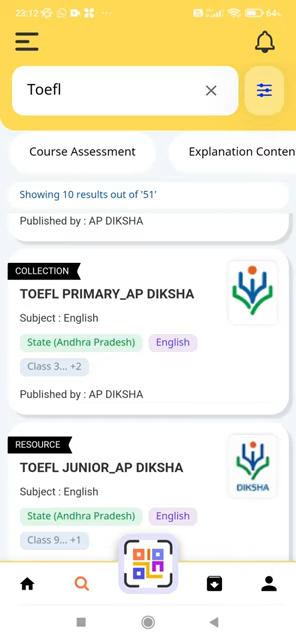 23:12
64%
Toefl
Course Assessment
Explanation Conten
Showing 10 results out of '51'
Published by : AP DIKSHA
COLLECTION
TOEFL PRIMARY_AP DIKSHA
Subject : English
State (Andhra Pradesh)
English
Class 3... +2
Published by : AP DIKSHA
RESOURCE
TOEFL JUNIOR_AP DIKSHA
Subject : English
DIKSHA
State (Andhra Pradesh)
English
Class 9... +1